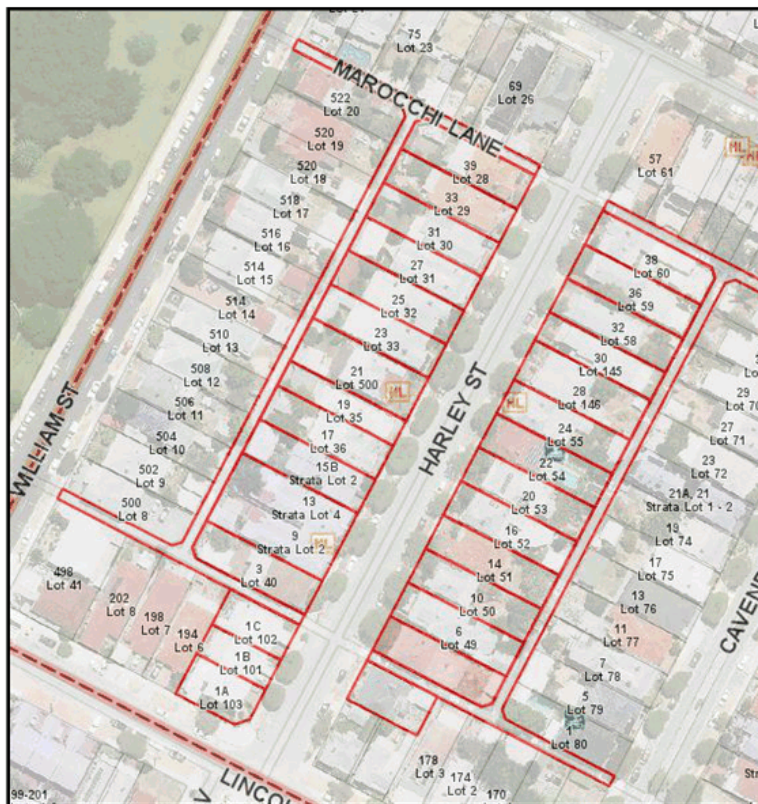 75
Lot 23
MAROCCHI LANE
69
Lot 26
522
Lot 20
520
Lot 19
520
Lot 18
518
Lot 17
516
Lot 16
514
Lot 15
514
Lot 14
510
Lot 13
508
Lot 12
506
Lot 11
504
Lot 10
502
Lot 9
500
Lot 8
WILLIAM ST
39
Lot 28
33
Lot 29
31
Lot 30
27
Lot 31
25
Lot 32
23
Lot 33
21
Lot 500
19
Lot 35
17
Lot 36
15B
Strata Lot 2
13
Strata Lot 4
9
Strata Lot 2
3
Lot 40
ML
ML
ML
ML
HARLEY ST
57
Lot 61
38
Lot 60
36
Lot 59
32
Lot 58
30
Lot 145
28
Lot 146
24
Lot 55
22
Lot 54
20
Lot 53
16
Lot 52
14
Lot 51
10
Lot 50
6
Lot 49
29
Lot 70
27
Lot 71
23
Lot 72
21A, 21
Strata Lot 1 - 2
19
Lot 74
17
Lot 75
13
Lot 76
11
Lot 77
7
Lot 78
5
Lot 79
1
Lot 80
CAVEN
498
Lot 41
202
Lot 8
198
Lot 7
194
Lot 6
1C
Lot 102
1B
Lot 101
1A
Lot 103
178
Lot 3
174
Lot 2
170
LINCOL
99-201